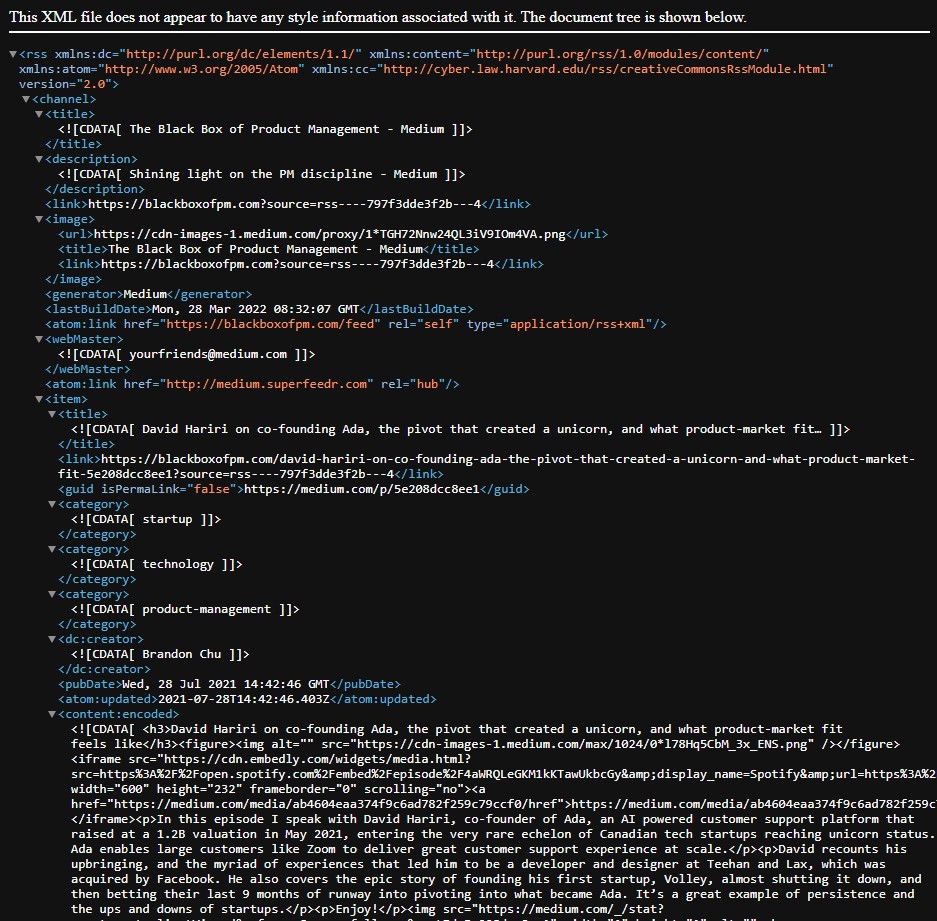 This XML file does not appear to have any style information associated with it. The document tree is shown below.
▼<rss xmlns:dc="http://purl.org/dc/elements/1.1/" xmlns:content="http://purl.org/rss/1.0/modules/content/"
xmlns:atom="http://www.w3.org/2005/Atom" xmlns:cc="http://cyber.law.harvard.edu/rss/creativeCommonsRssModule.html"
version="2.0">
▼<channel>
▼<title>
<![CDATA[ The Black Box of Product Management - Medium ]]>
</title>
▼<description>
<![CDATA[ Shining light on the PM discipline - Medium ]]>
</description>
<link>https://blackboxofpm.com?source=rss----797f3dde3f2b---4</link>
▼<image>
<url>https://cdn-images-1.medium.com/proxy/1*TGH72Nnw24QL3iV9IOm4VA.png</url>
<title>The Black Box of Product Management - Medium</title>
<link>https://blackboxofpm.com?source=rss----797f3dde3f2b---4</link>
</image>
<generator>Medium</generator>
<lastBuildDate>Mon, 28 Mar 2022 08:32:07 GMT</lastBuildDate>
<atom:link href="https://blackboxofpm.com/feed" rel="self" type="application/rss+xml"/>
▼<webMaster>
<![CDATA[ yourfriends@medium.com ]]>
</webMaster>
<atom:link href="http://medium.superfeedr.com" rel="hub"/>
▼<item>
▼<title>
<![CDATA[ David Hariri on co-founding Ada, the pivot that created a unicorn, and what product-market fit… ]]>
</title>
<link>https://blackboxofpm.com/david-hariri-on-co-founding-ada-the-pivot-that-created-a-unicorn-and-what-product-market-
fit-5e208dcc8ee1?source=rss----797f3dde3f2b---4</link>
<guid isPermaLink="false">https://medium.com/p/5e208dcc8ee1</guid>
▼<category>
<![CDATA[ startup ]]>
</category>
▼<category>
<![CDATA[ technology ]]>
</category>
▼<category>
<![CDATA[ product-management ]]>
</category>
▼<dc:creator>
<![CDATA[ Brandon Chu ]]>
</dc:creator>
<pubDate>Wed, 28 Jul 2021 14:42:46 GMT</pubDate>
<atom:updated>2021-07-28T14:42:46.403Z</atom:updated>
▼<content:encoded>
<![CDATA[ <h3>David Hariri on co-founding Ada, the pivot that created a unicorn, and what product-market fit
feels like</h3><figure><img alt="" src="https://cdn-images-1.medium.com/max/1024/0*l78Hq5CbM_3x_ENS.png" /></figure>
<iframe src="https://cdn.embedly.com/widgets/media.html?
src=https%3A%2F%2Fopen.spotify.com%2Fembed%2Fepisode%2F4aWRQLeGKM1kKTawUkbcGy&amp;display_name=Spotify&amp;url=https%3A%2
width="600" height="232" frameborder="0" scrolling="no"><a
href="https://medium.com/media/ab4604eaa374f9c6ad782f259c79ccf0/href">https://medium.com/media/ab4604eaa374f9c6ad782f259c
</iframe><p>In this episode I speak with David Hariri, co-founder of Ada, an AI powered customer support platform that
raised at a 1.2B valuation in May 2021, entering the very rare echelon of Canadian tech startups reaching unicorn status.
Ada enables large customers like Zoom to deliver great customer support experience at scale.</p><p>David recounts his
upbringing, and the myriad of experiences that led him to be a developer and designer at Teehan and Lax, which was
acquired by Facebook. He also covers the epic story of founding his first startup, Volley, almost shutting it down, and
then betting their last 9 months of runway into pivoting into what became Ada. It's a great example of persistence and
the ups and downs of startups.</p><p>Enjoy!</p><img src="https://medium.com/_/stat?